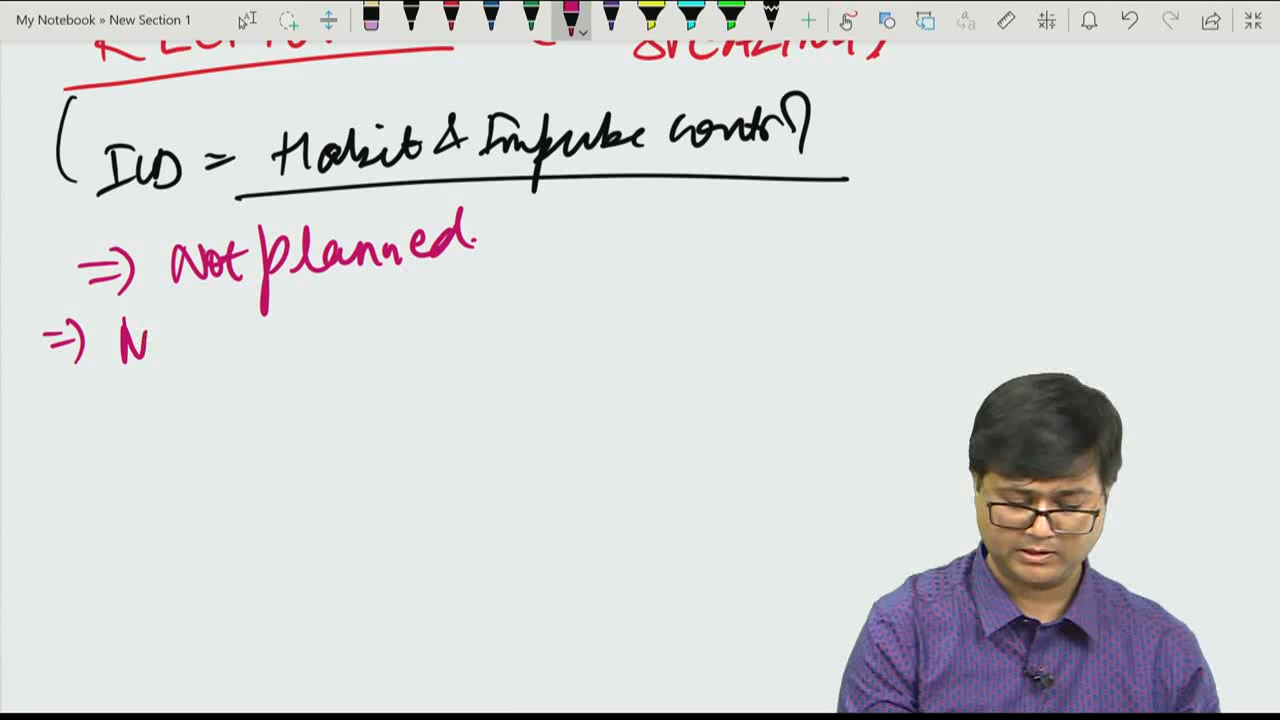 My Notebook » New Section 1
(ICD = Habit & Impulse control
=> Not planned.
=> N